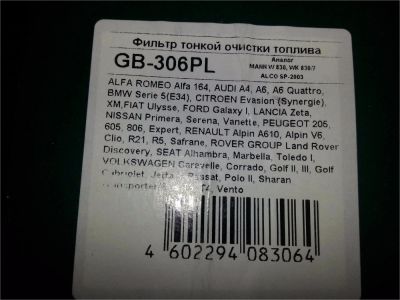 Фильтр тонкой очистки топлива
GB-306PL
Аналог
MANN W 830, WK 830/7
ALCO SP-2003
ALFA ROMEO Alfa 164, AUDI A4, A6, A6 Quattro,
BMW Serie 5(E34), CITROEN Evasion (Synergie),
XM,FIAT Ulysse, FORD Galaxy I, LANCIA Zeta,
NISSAN Primera, Serena, Vanette, PEUGEOT 205,
605, 806, Expert, RENAULT Alpin A610, Alpin V6,
Clio, R21, R5, Safrane, ROVER GROUP Land Rover
Discovery, SEAT Alhambra, Marbella, Toledo I,
VOLKSWAGEN Caravelle, Corrado, Golf II, III, Golf
Cabriolet, Jetta Passat, Polo II, Sharan
Transporter T4, Vento
4 602294 083064